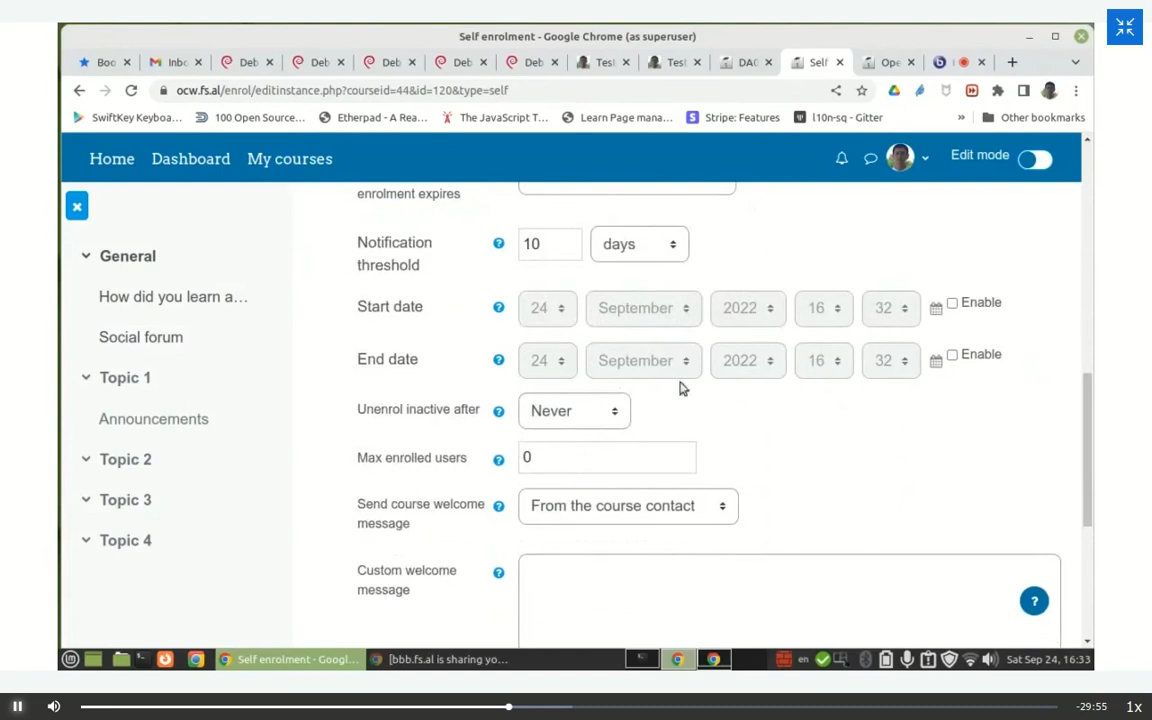 Self enrolment - Google Chrome (as superuser)
Boo Inbo Deb Deb Deb Deb Deb Test Test DAC Self Ope
ocw.fs.al/enrol/editinstance.php?courseid=44&id=120&type=self
SwiftKey Keyboa... 100 Open Source... Etherpad - A Rea... The JavaScript T... Learn Page mana... Stripe: Features l10n-sq - Gitter » Other bookmarks
Home Dashboard My courses Edit mode
enrolment expires
General
Notification threshold 10 days
How did you learn a...
Start date 24 September 2022 16 32 Enable
Social forum
End date 24 September 2022 16 32 Enable
Topic 1
Announcements
Unenrol inactive after Never
Topic 2
Max enrolled users 0
Topic 3
Send course welcome message From the course contact
Topic 4
Custom welcome message
?
Self enrolment - Googl... [bbb.fs.al is sharing yo... en Sat Sep 24, 16:33
-29:55 1x